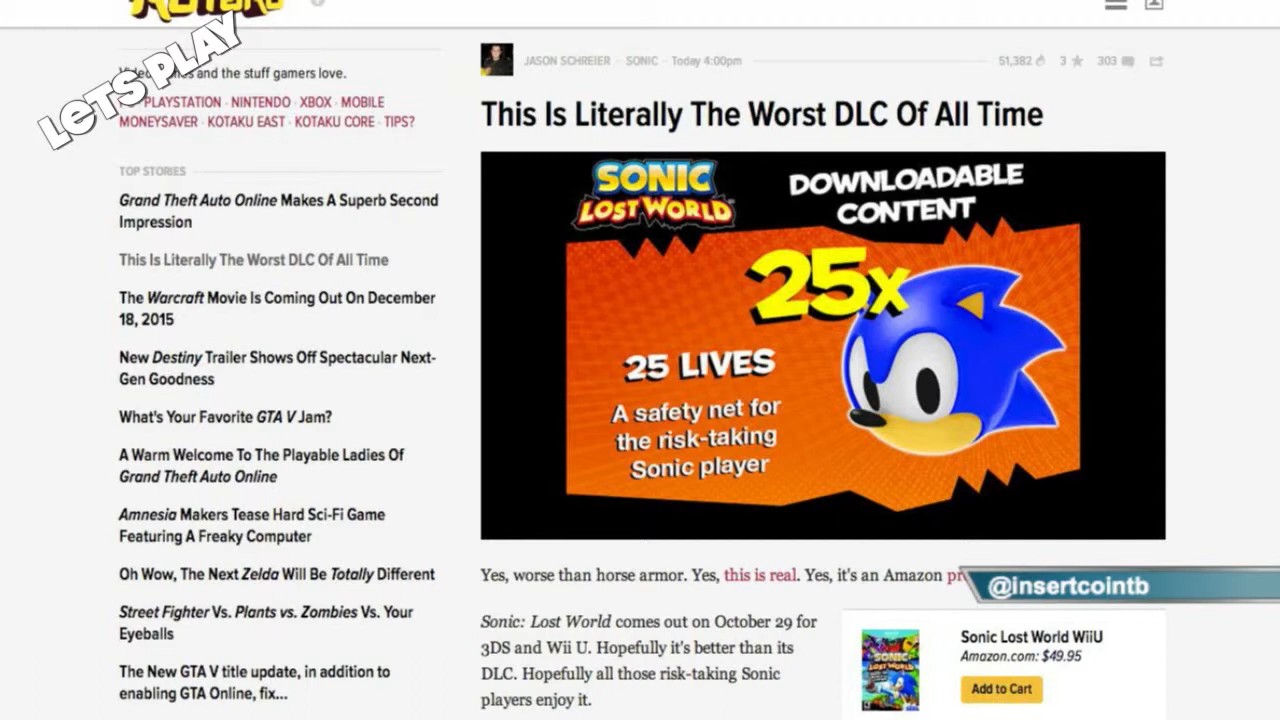 KOTAKU
LETS PLAY
Video games and the stuff gamers love.
PLAYSTATION · NINTENDO · XBOX · MOBILE
MONEYSAVER · KOTAKU EAST · KOTAKU CORE · TIPS?
TOP STORIES
Grand Theft Auto Online Makes A Superb Second
Impression
This Is Literally The Worst DLC Of All Time
The Warcraft Movie Is Coming Out On December
18, 2015
New Destiny Trailer Shows Off Spectacular Next-
Gen Goodness
What's Your Favorite GTA V Jam?
A Warm Welcome To The Playable Ladies Of
Grand Theft Auto Online
Amnesia Makers Tease Hard Sci-Fi Game
Featuring A Freaky Computer
Oh Wow, The Next Zelda Will Be Totally Different
Street Fighter Vs. Plants vs. Zombies Vs. Your
Eyeballs
The New GTA V title update, in addition to
enabling GTA Online, fix...
JASON SCHREIER · SONIC · Today 4:00pm
51,382 3 303
This Is Literally The Worst DLC Of All Time
SONIC
LOST WORLD
DOWNLOADABLE
CONTENT
25x
25 LIVES
A safety net for
the risk-taking
Sonic player
Yes, worse than horse armor. Yes, this is real. Yes, it's an Amazon
@insertcointb
Sonic: Lost World comes out on October 29 for
3DS and Wii U. Hopefully it's better than its
DLC. Hopefully all those risk-taking Sonic
players enjoy it.
SONIC
LOST WORLD
Sonic Lost World WiiU
Amazon.com: $49.95
Add to Cart